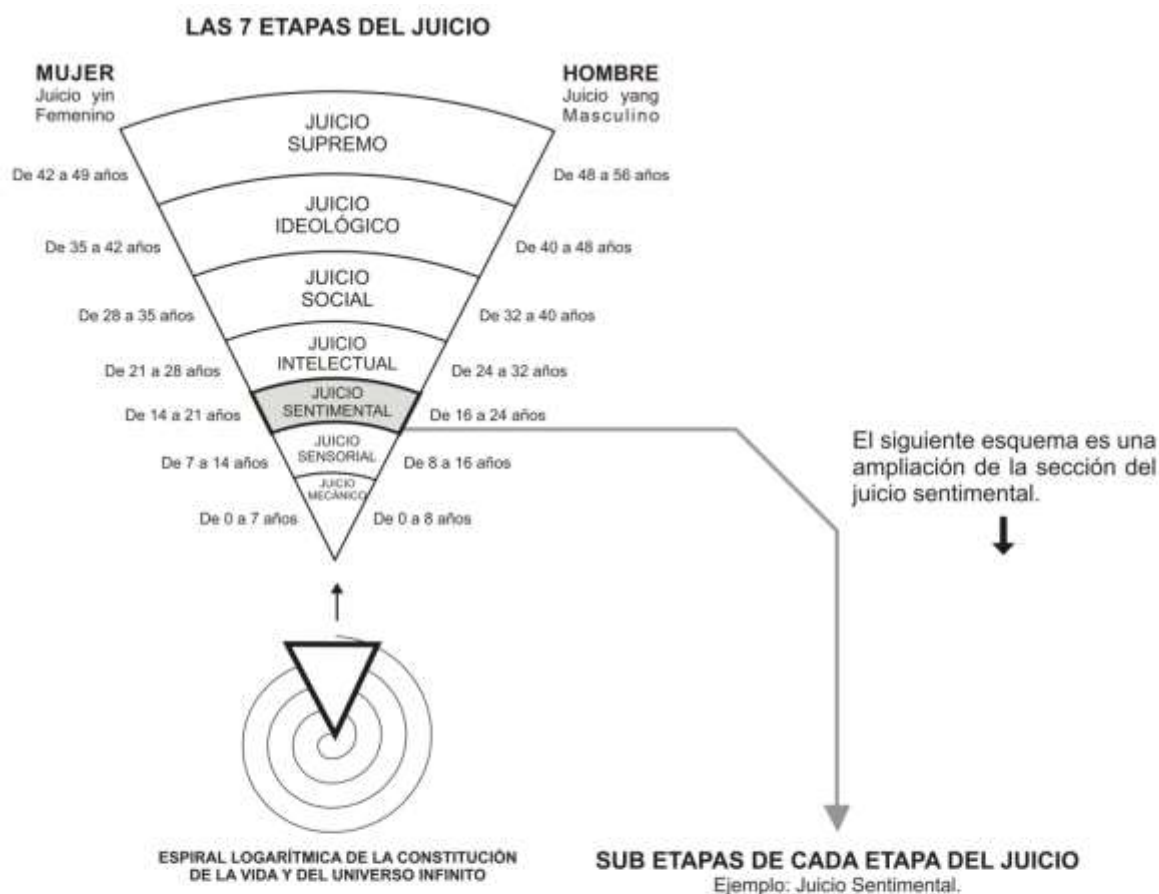 LAS 7 ETAPAS DEL JUICIO
MUJER
Juicio yin
Femenino
HOMBRE
Juicio yang
Masculino
JUICIO
SUPREMO
De 42 a 49 años
De 48 a 56 años
JUICIO
IDEOLÓGICO
De 35 a 42 años
De 40 a 48 años
JUICIO
SOCIAL
De 28 a 35 años
De 32 a 40 años
JUICIO
INTELECTUAL
De 21 a 28 años
De 24 a 32 años
JUICIO
SENTIMENTAL
De 14 a 21 años
De 16 a 24 años
JUICIO
SENSORIAL
De 7 a 14 años
De 8 a 16 años
JUICIO
MECÁNICO
De 0 a 7 años
De 0 a 8 años
El siguiente esquema es una
ampliación de la sección del
juicio sentimental.
ESPIRAL LOGARÍTMICA DE LA CONSTITUCIÓN
DE LA VIDA Y DEL UNIVERSO INFINITO
SUB ETAPAS DE CADA ETAPA DEL JUICIO
Ejemplo: Juicio Sentimental.